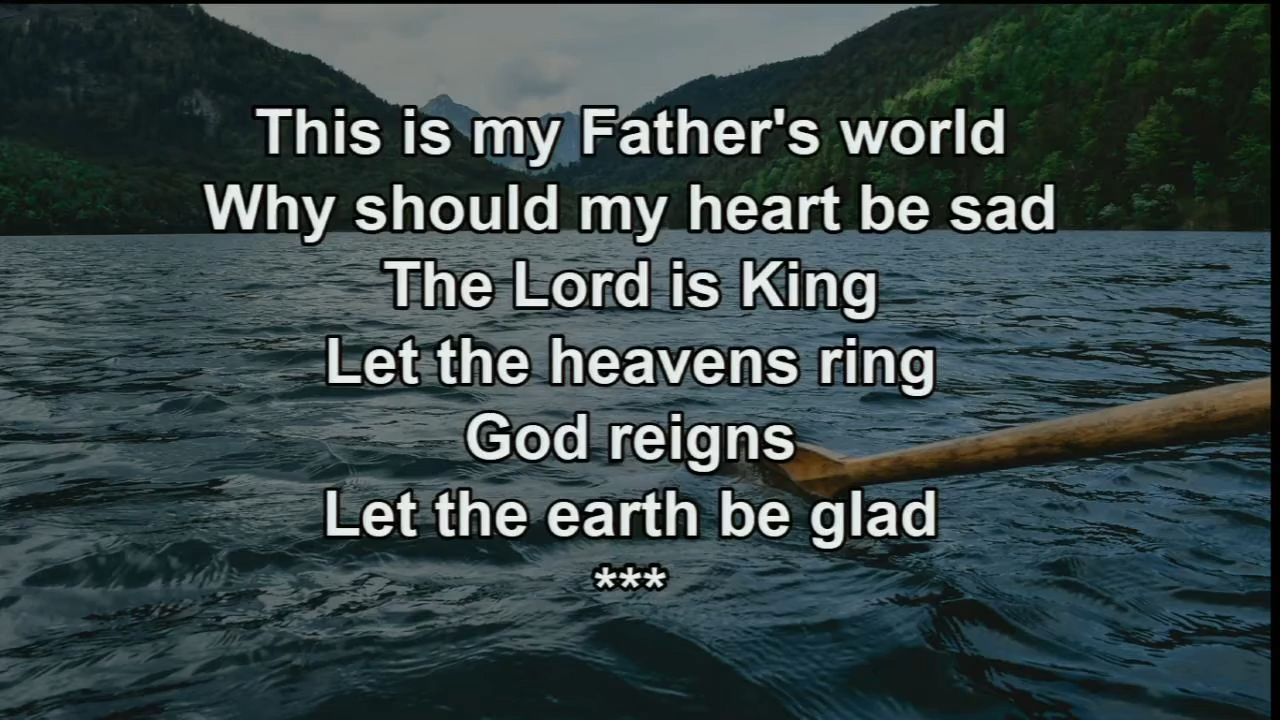 This is my Father's world
Why should my heart be sad
The Lord is King
Let the heavens ring
God reigns
Let the earth be glad
***